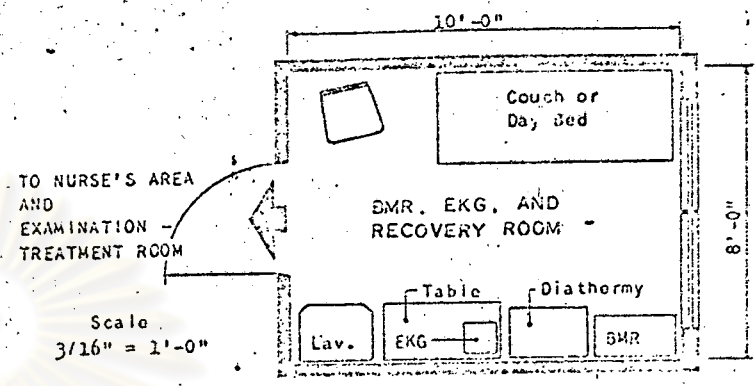 10'-0"
Couch or
Day Bed
TO NURSE'S AREA
AND
EXAMINATION -
TREATMENT ROOM
BMR, EKG, AND
RECOVERY ROOM
8'-0"
Table
Diathermy
Scale
3/16" = 1'-0"
Lav.
EKG
BMR